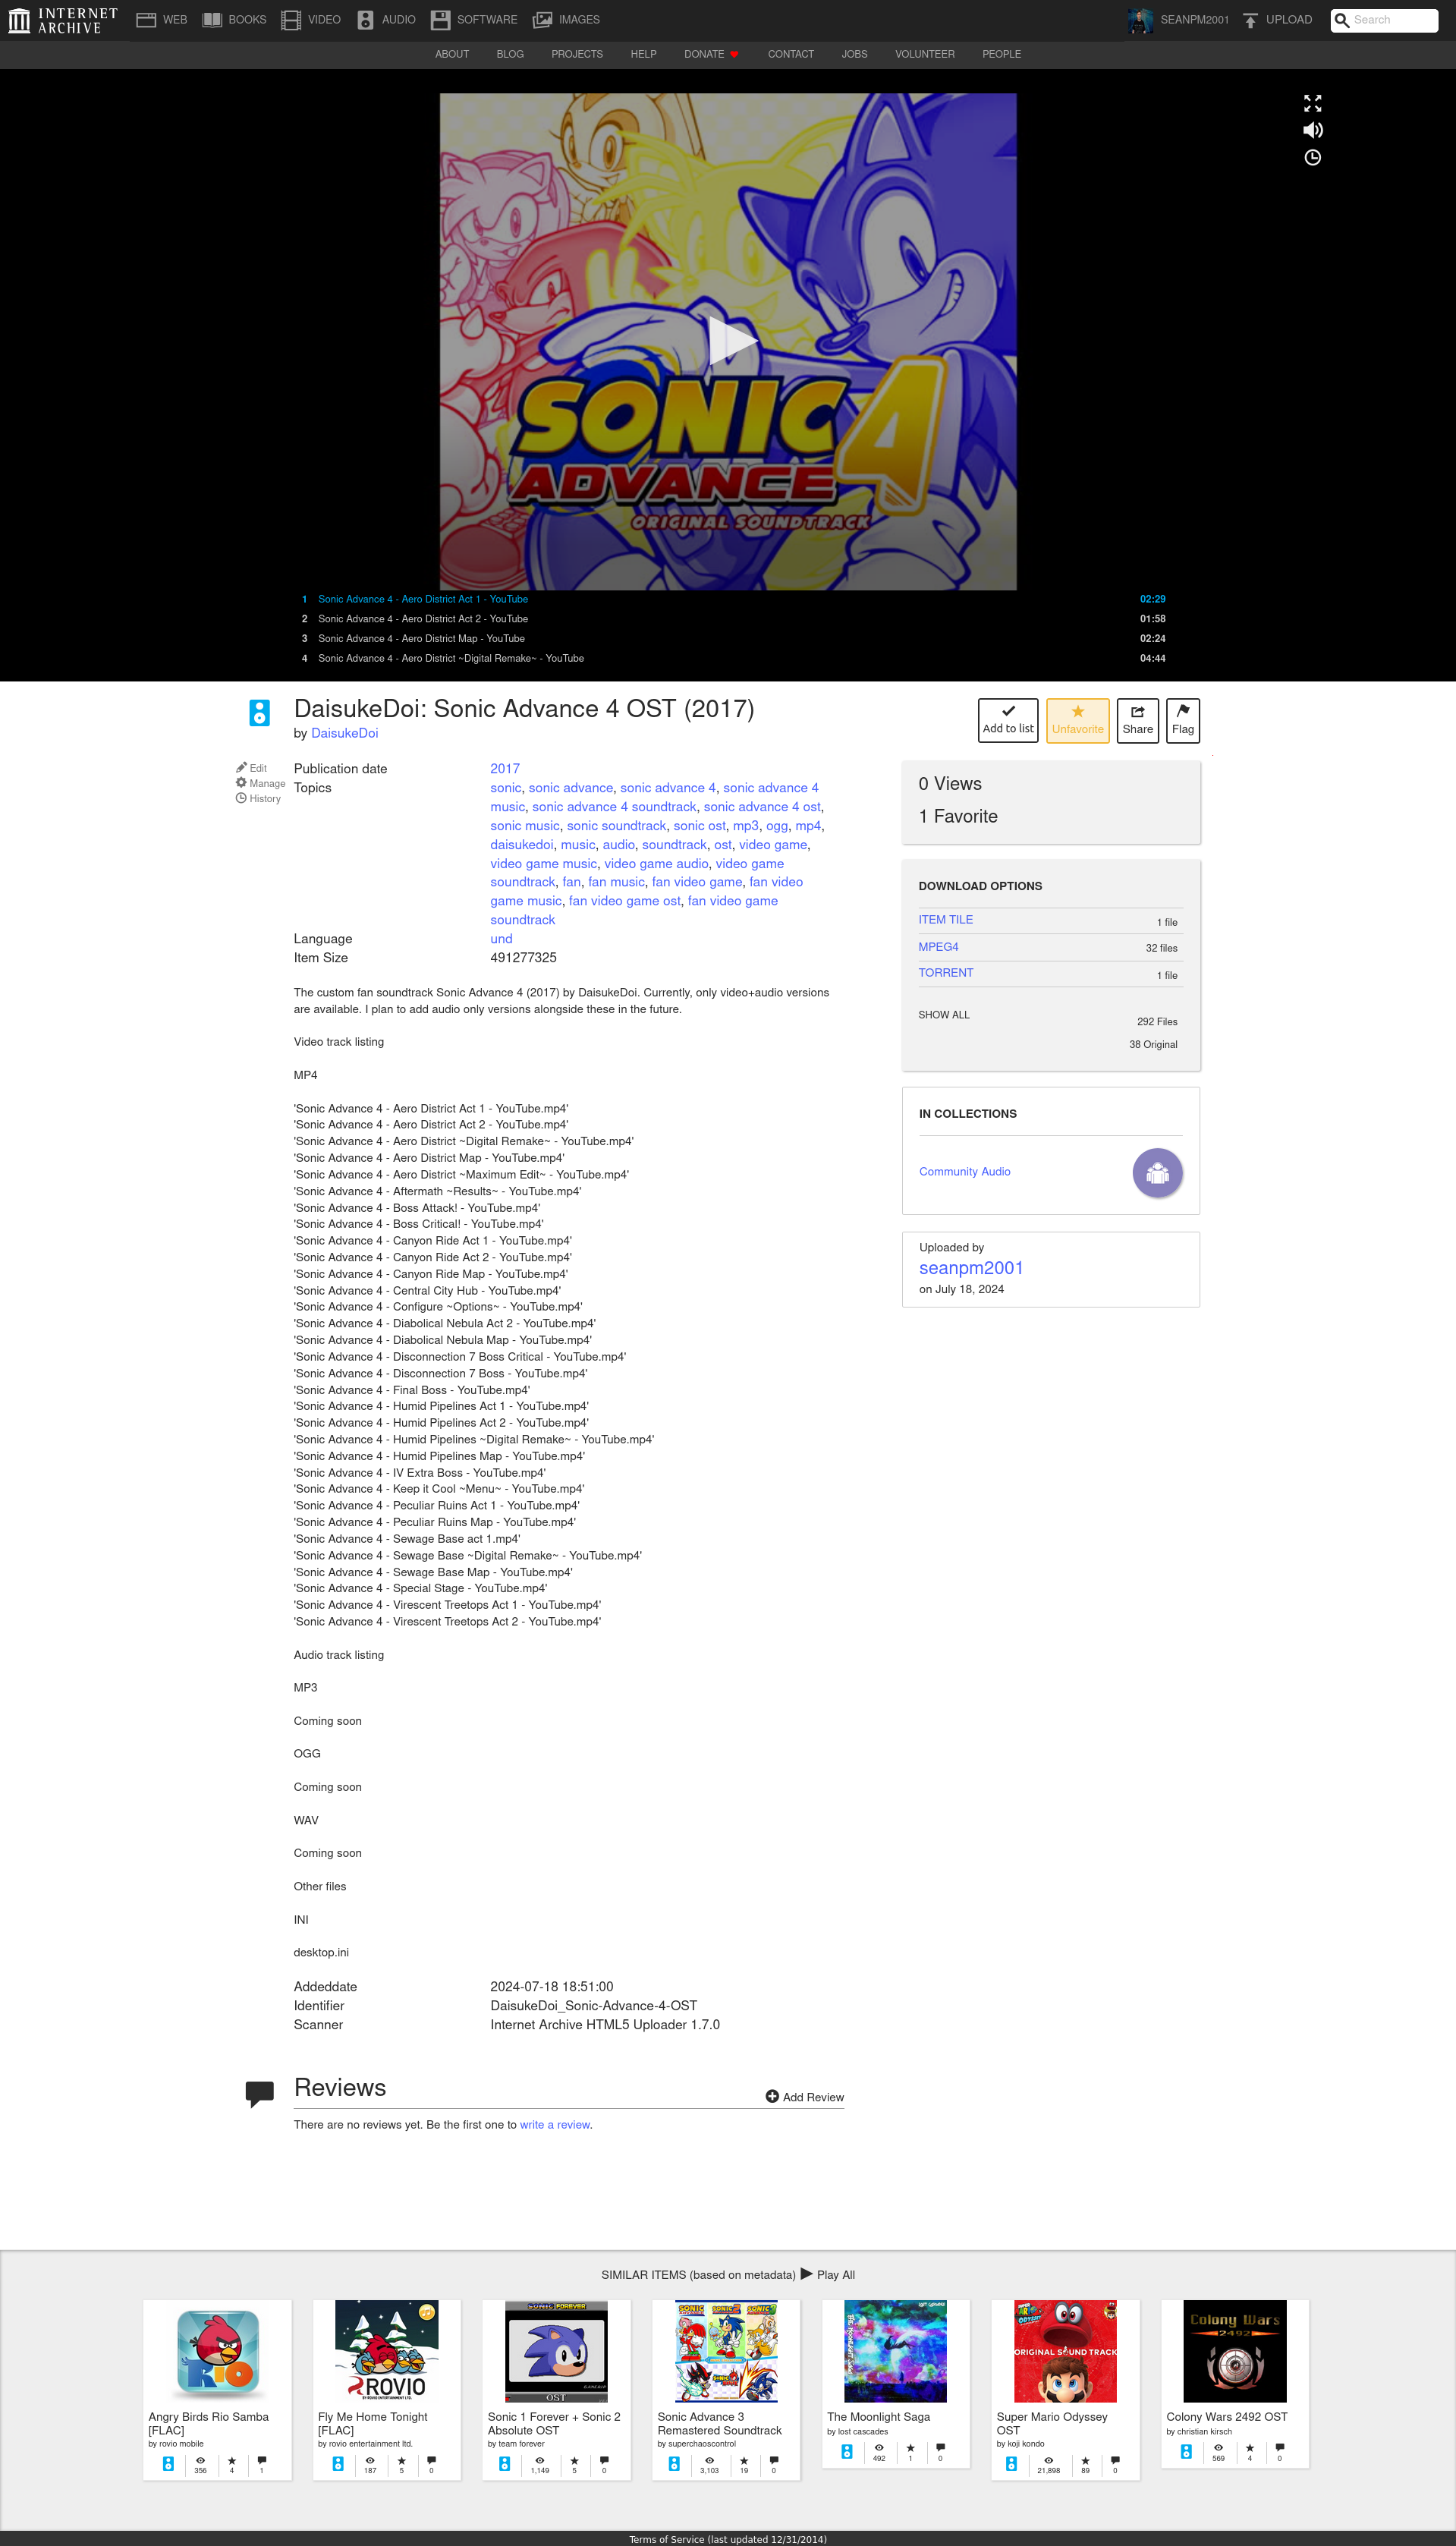 INTERNET ARCHIVE
WEB BOOKS VIDEO AUDIO SOFTWARE IMAGES SEANPM2001 UPLOAD Search
ABOUT BLOG PROJECTS HELP DONATE CONTACT JOBS VOLUNTEER PEOPLE
SONIC
ADVANCE 4
ORIGINAL SOUNDTRACK
1 Sonic Advance 4 - Aero District Act 1 - YouTube 02:29
2 Sonic Advance 4 - Aero District Act 2 - YouTube 01:58
3 Sonic Advance 4 - Aero District Map - YouTube 02:24
4 Sonic Advance 4 - Aero District ~Digital Remake~ - YouTube 04:44
DaisukeDoi: Sonic Advance 4 OST (2017)
by DaisukeDoi
Add to list Unfavorite Share Flag
Edit
Manage
History
Publication date 2017
Topics sonic, sonic advance, sonic advance 4, sonic advance 4
music, sonic advance 4 soundtrack, sonic advance 4 ost,
sonic music, sonic soundtrack, sonic ost, mp3, ogg, mp4,
daisukedoi, music, audio, soundtrack, ost, video game,
video game music, video game audio, video game
soundtrack, fan, fan music, fan video game, fan video
game music, fan video game ost, fan video game
soundtrack
Language und
Item Size 491277325
The custom fan soundtrack Sonic Advance 4 (2017) by DaisukeDoi. Currently, only video+audio versions
are available. I plan to add audio only versions alongside these in the future.
Video track listing
MP4
'Sonic Advance 4 - Aero District Act 1 - YouTube.mp4'
'Sonic Advance 4 - Aero District Act 2 - YouTube.mp4'
'Sonic Advance 4 - Aero District ~Digital Remake~ - YouTube.mp4'
'Sonic Advance 4 - Aero District Map - YouTube.mp4'
'Sonic Advance 4 - Aero District ~Maximum Edit~ - YouTube.mp4'
'Sonic Advance 4 - Aftermath ~Results~ - YouTube.mp4'
'Sonic Advance 4 - Boss Attack! - YouTube.mp4'
'Sonic Advance 4 - Boss Critical! - YouTube.mp4'
'Sonic Advance 4 - Canyon Ride Act 1 - YouTube.mp4'
'Sonic Advance 4 - Canyon Ride Act 2 - YouTube.mp4'
'Sonic Advance 4 - Canyon Ride Map - YouTube.mp4'
'Sonic Advance 4 - Central City Hub - YouTube.mp4'
'Sonic Advance 4 - Configure ~Options~ - YouTube.mp4'
'Sonic Advance 4 - Diabolical Nebula Act 2 - YouTube.mp4'
'Sonic Advance 4 - Diabolical Nebula Map - YouTube.mp4'
'Sonic Advance 4 - Disconnection 7 Boss Critical - YouTube.mp4'
'Sonic Advance 4 - Disconnection 7 Boss - YouTube.mp4'
'Sonic Advance 4 - Final Boss - YouTube.mp4'
'Sonic Advance 4 - Humid Pipelines Act 1 - YouTube.mp4'
'Sonic Advance 4 - Humid Pipelines Act 2 - YouTube.mp4'
'Sonic Advance 4 - Humid Pipelines ~Digital Remake~ - YouTube.mp4'
'Sonic Advance 4 - Humid Pipelines Map - YouTube.mp4'
'Sonic Advance 4 - IV Extra Boss - YouTube.mp4'
'Sonic Advance 4 - Keep it Cool ~Menu~ - YouTube.mp4'
'Sonic Advance 4 - Peculiar Ruins Act 1 - YouTube.mp4'
'Sonic Advance 4 - Peculiar Ruins Map - YouTube.mp4'
'Sonic Advance 4 - Sewage Base act 1.mp4'
'Sonic Advance 4 - Sewage Base ~Digital Remake~ - YouTube.mp4'
'Sonic Advance 4 - Sewage Base Map - YouTube.mp4'
'Sonic Advance 4 - Special Stage - YouTube.mp4'
'Sonic Advance 4 - Virescent Treetops Act 1 - YouTube.mp4'
'Sonic Advance 4 - Virescent Treetops Act 2 - YouTube.mp4'
Audio track listing
MP3
Coming soon
OGG
Coming soon
WAV
Coming soon
Other files
INI
desktop.ini
Addeddate 2024-07-18 18:51:00
Identifier DaisukeDoi_Sonic-Advance-4-OST
Scanner Internet Archive HTML5 Uploader 1.7.0
0 Views
1 Favorite
DOWNLOAD OPTIONS
ITEM TILE 1 file
MPEG4 32 files
TORRENT 1 file
SHOW ALL 292 Files
38 Original
IN COLLECTIONS
Community Audio
Uploaded by
seanpm2001
on July 18, 2024
Reviews
Add Review
There are no reviews yet. Be the first one to write a review.
SIMILAR ITEMS (based on metadata) Play All
RIO
Angry Birds Rio Samba
[FLAC]
by rovio mobile
356 4 1
ROVIO
Fly Me Home Tonight
[FLAC]
by rovio entertainment ltd.
187 5 0
SONIC FOREVER
OST
Sonic 1 Forever + Sonic 2
Absolute OST
by team forever
1,149 5 0
Sonic Advance 3
Remastered Soundtrack
by superchaoscontrol
3,103 19 0
The Moonlight Saga
by lost cascades
492 1 0
ORIGINAL SOUND TRACK
Super Mario Odyssey
OST
by koji kondo
21,898 89 0
Colony Wars
2492
Colony Wars 2492 OST
by christian kirsch
569 4 0
Terms of Service (last updated 12/31/2014)